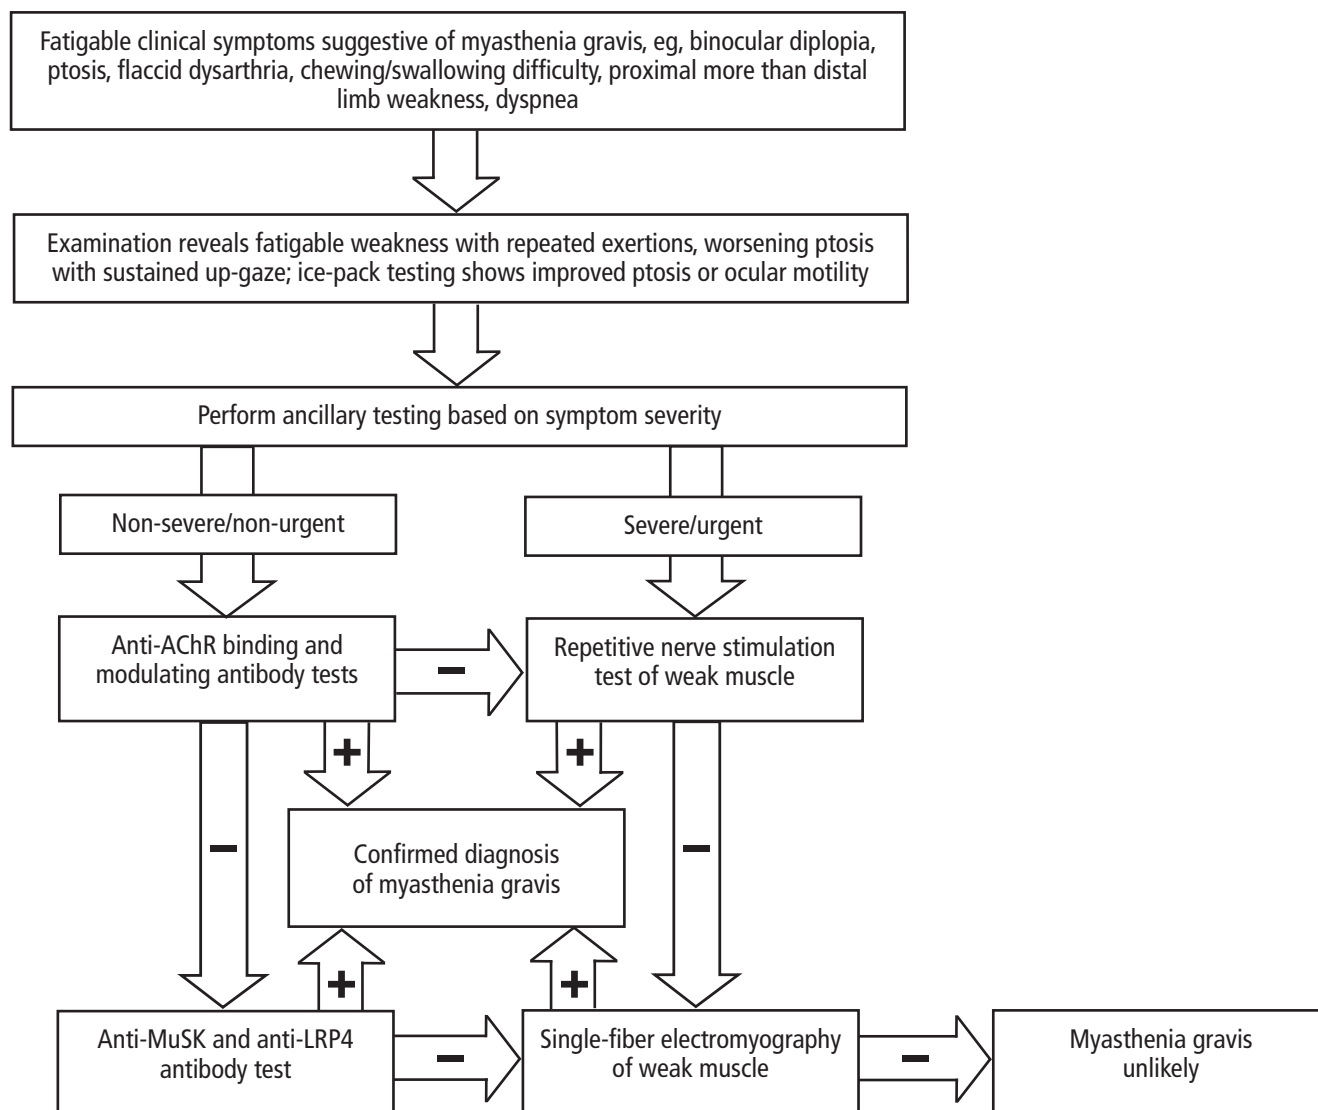 Fatigable clinical symptoms suggestive of myasthenia gravis, eg, binocular diplopia,
ptosis, flaccid dysarthria, chewing/swallowing difficulty, proximal more than distal
limb weakness, dyspnea
Examination reveals fatigable weakness with repeated exertions, worsening ptosis
with sustained up-gaze; ice-pack testing shows improved ptosis or ocular motility
Perform ancillary testing based on symptom severity
Non-severe/non-urgent
Severe/urgent
Anti-AChR binding and
modulating antibody tests
–
Repetitive nerve stimulation
test of weak muscle
+
+
–
Confirmed diagnosis
of myasthenia gravis
–
+
+
Anti-MuSK and anti-LRP4
antibody test
–
Single-fiber electromyography
of weak muscle
–
Myasthenia gravis
unlikely